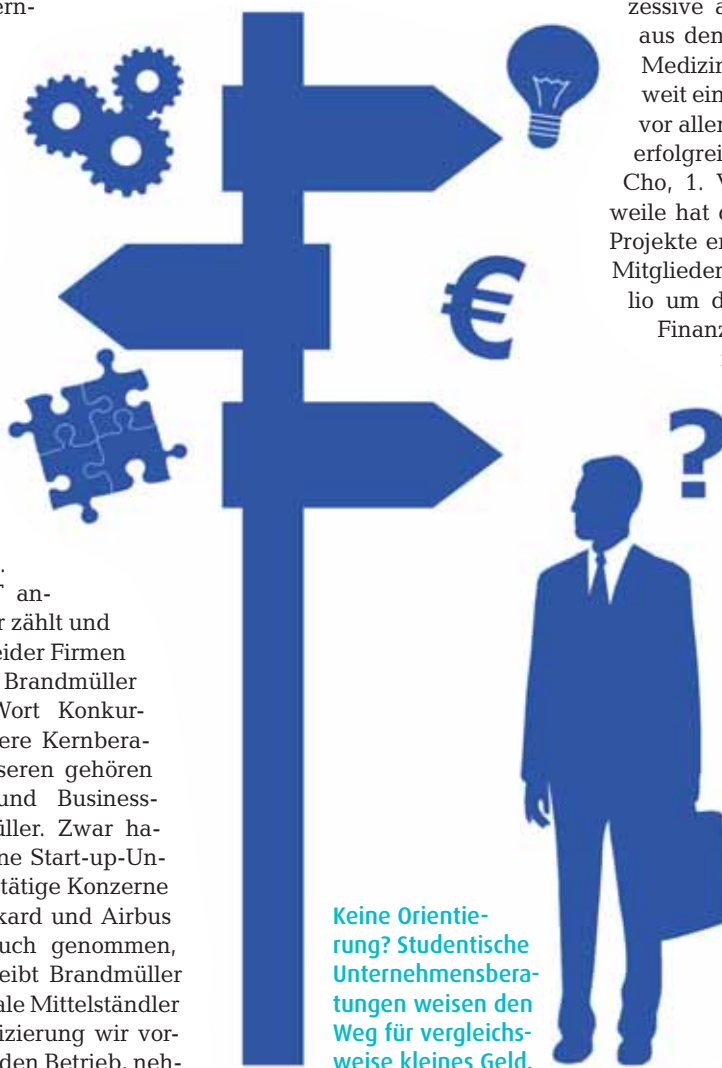 ern-
zessive a
aus dem
Medizin
weit ein
vor aller
erfolgrei
Cho, 1. V
weile hat d
Projekte er
Mitglieder
lio um d
Finanz
€
?
T an-
r zählt und
eider Firmen
Brandmüller
Wort Konkur-
ere Kernbera-
seren gehören
und Business-
üller. Zwar ha-
ne Start-up-Un-
tätige Konzerne
kard und Airbus
uch genommen,
eibt Brandmüller
ale Mittelständler
izierung wir vor-
den Betrieb, neh-
Keine Orientie-
rung? Studentische
Unternehmensbera-
tungen weisen den
Weg für vergleichs-
weise kleines Geld.